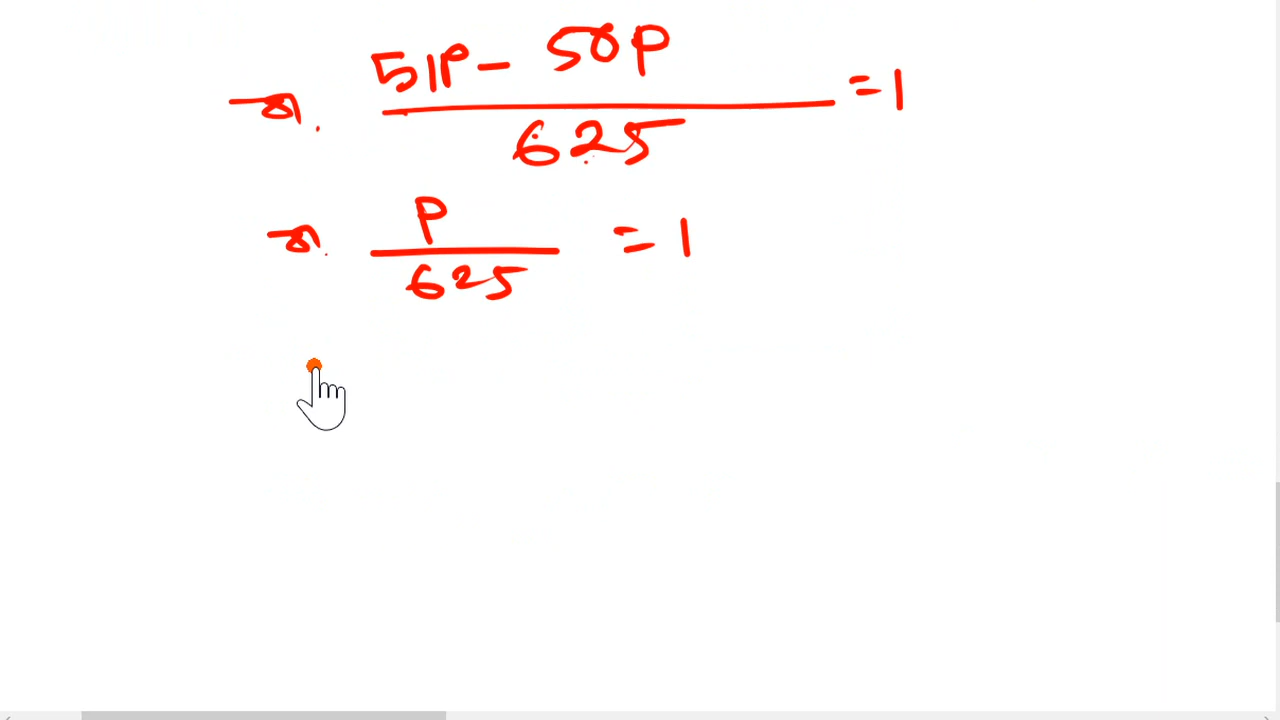 বা. 51P - 50P / 625 = 1
বা. P / 625 = 1